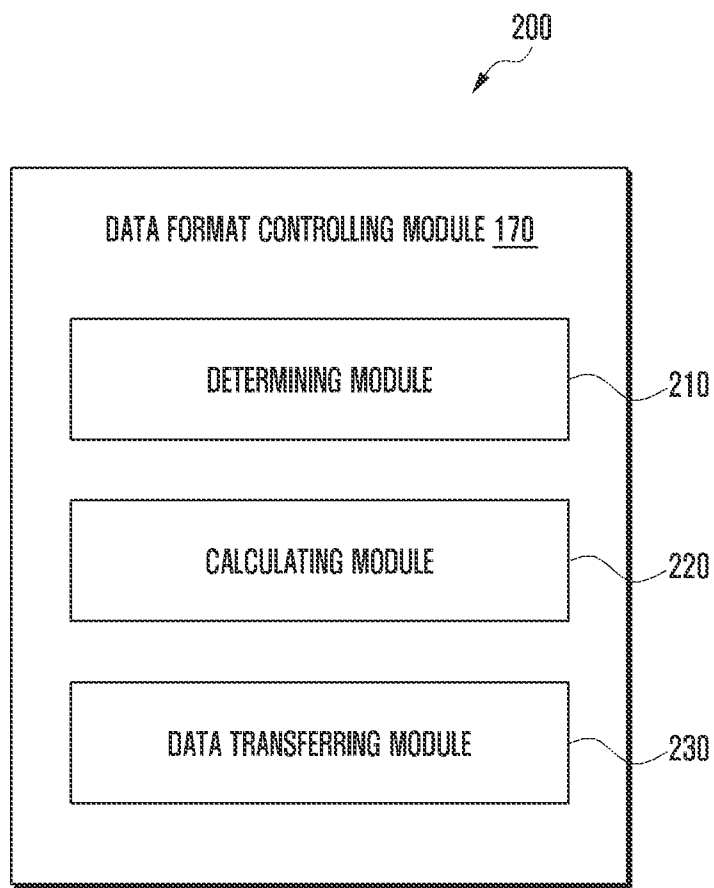 200
DATA FORMAT CONTROLLING MODULE 170
DETERMINING MODULE
210
CALCULATING MODULE
220
DATA TRANSFERRING MODULE
230